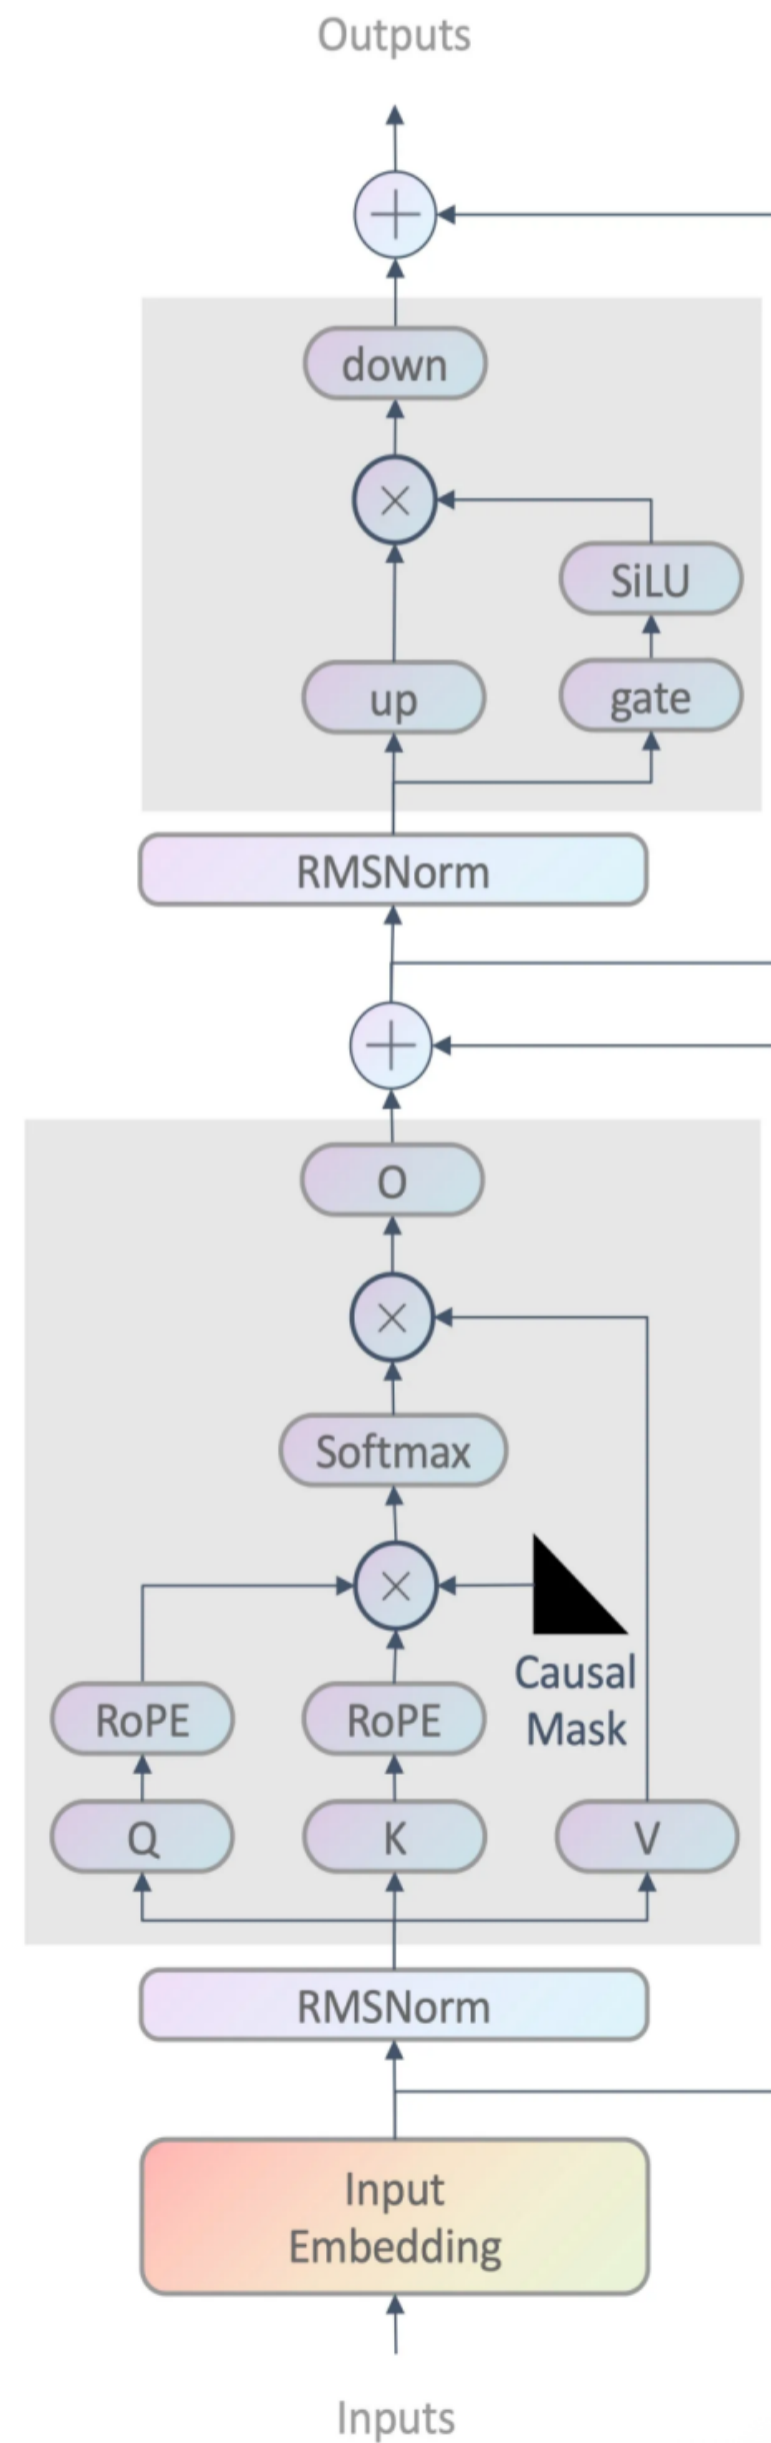 Outputs
down
SiLU
up
gate
RMSNorm
O
Softmax
Causal
Mask
RoPE
RoPE
Q
K
V
RMSNorm
Input
Embedding
Inputs